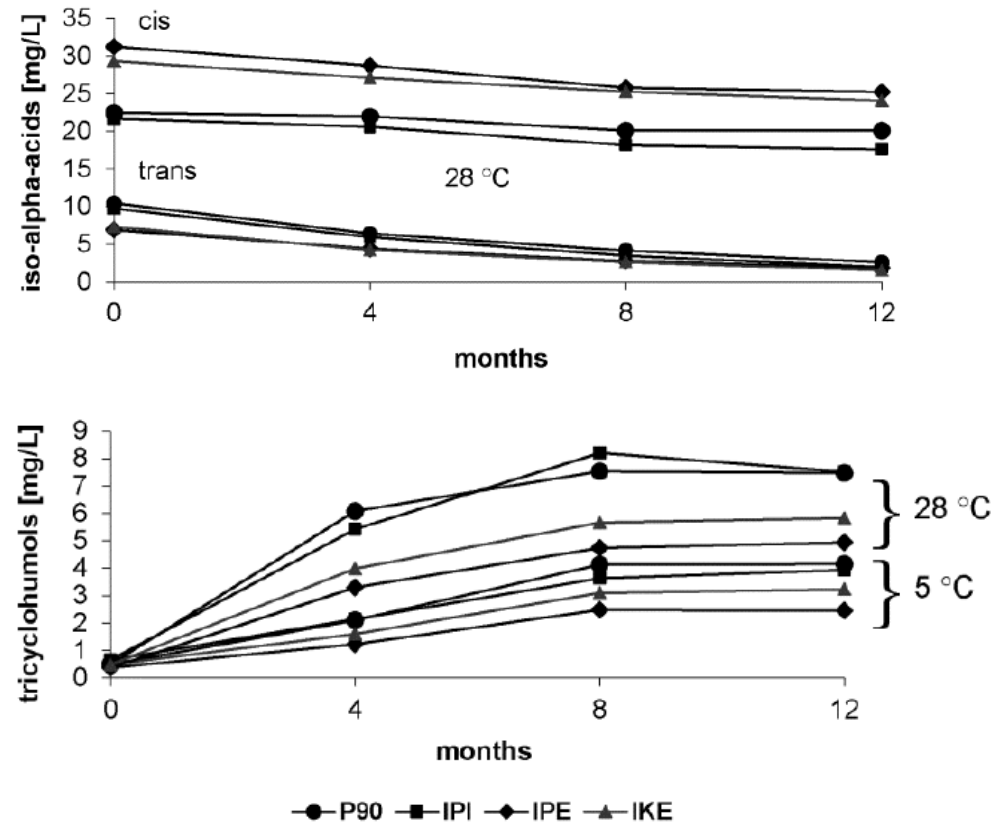 iso-alpha-acids [mg/L]
35
30
25
20
15
10
5
0
cis
trans
28 °C
0 4 8 12
months
tricyclohumols [mg/L]
9
8
7
6
5
4
3
2
1
0
28 °C
5 °C
0 4 8 12
months
P90 IPI IPE IKE